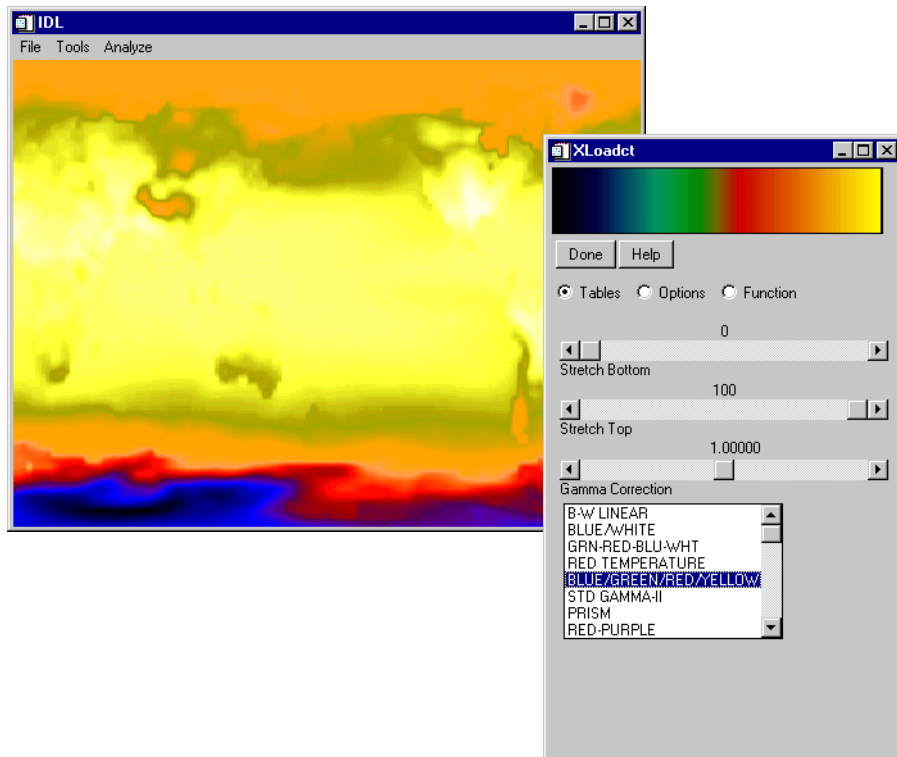 IDL
File Tools Analyze
XLoadct
Done Help
Tables Options Function
0
Stretch Bottom
100
Stretch Top
1.00000
Gamma Correction
B-W LINEAR
BLUE/WHITE
GRN-RED-BLU-WHT
RED TEMPERATURE
BLUE/GREEN/RED/YELLOW
STD GAMMA-II
PRISM
RED-PURPLE